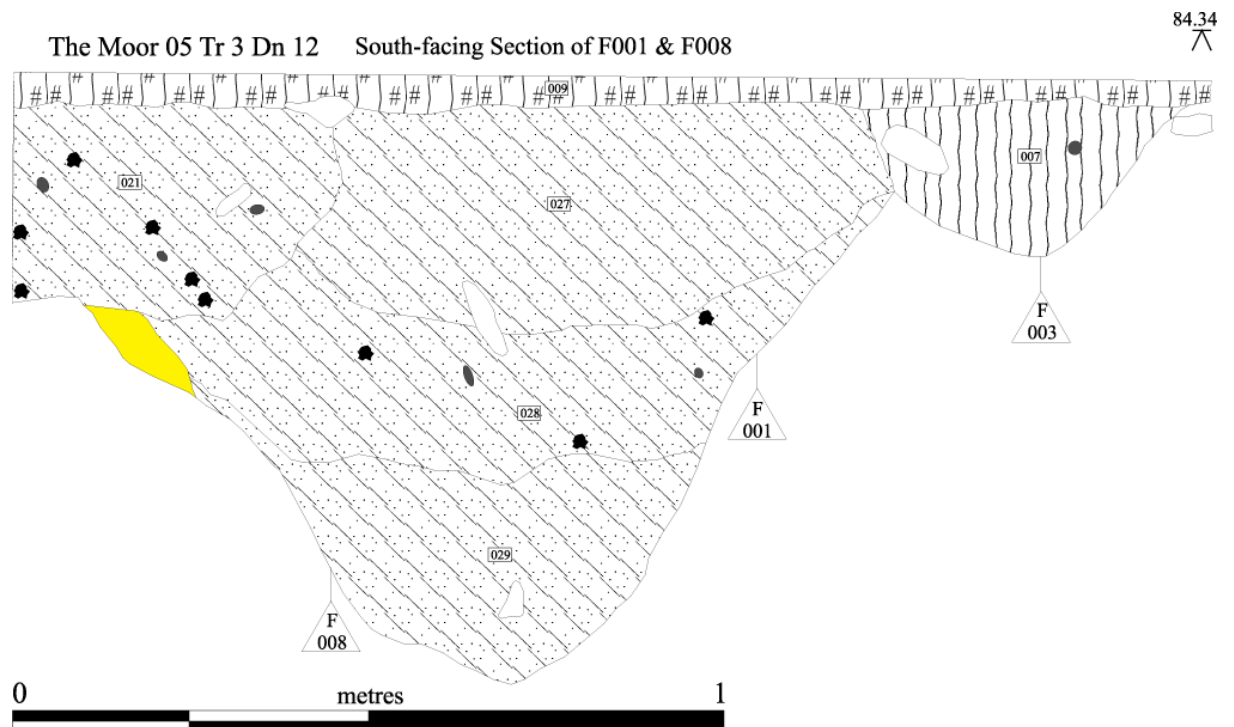 84.34
The Moor 05 Tr 3 Dn 12 South-facing Section of F001 & F008
009
007
021
027
F
003
F
001
028
029
F
008
0 metres 1